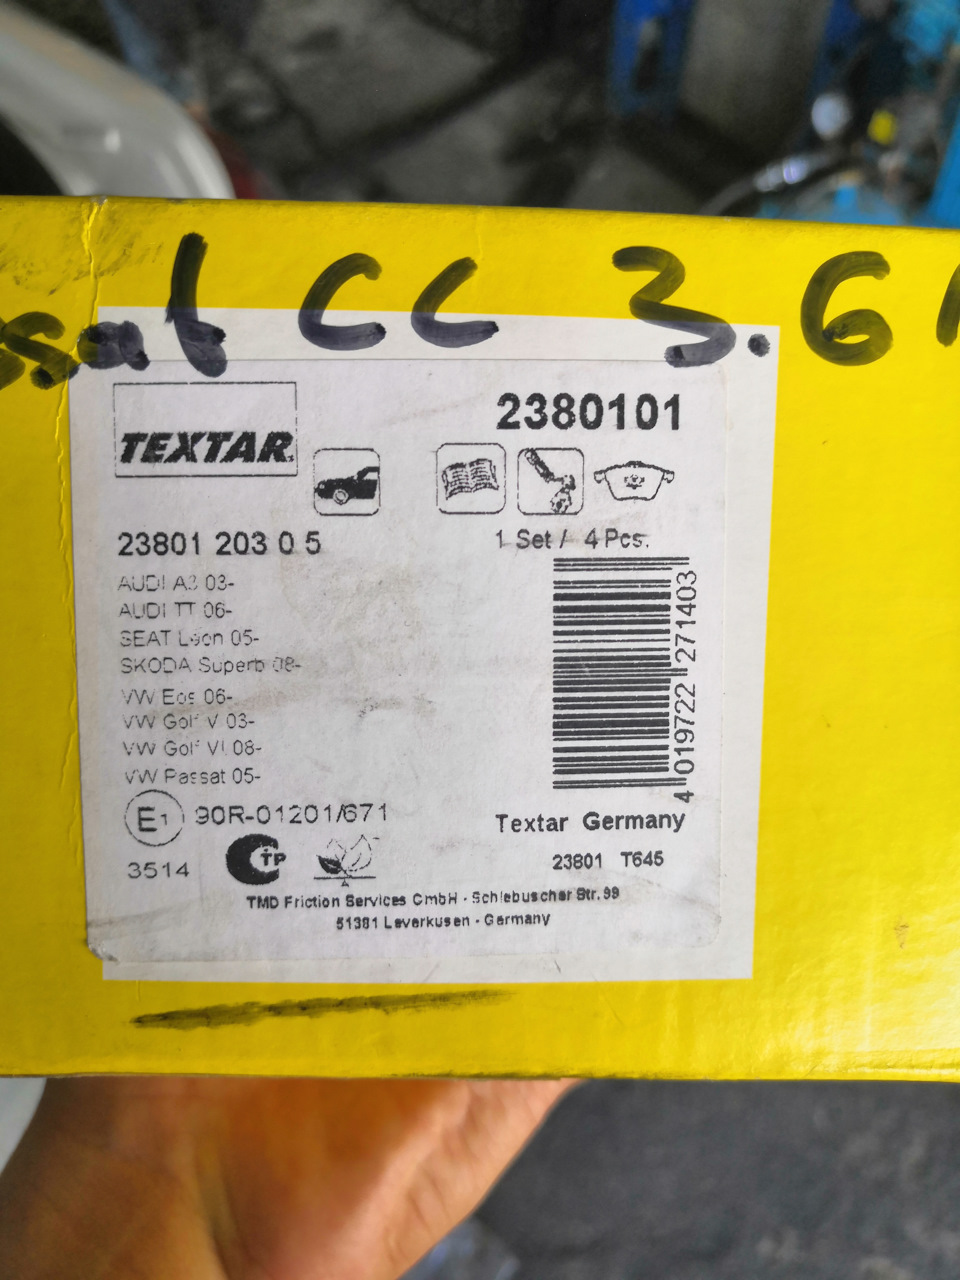 ssat CC 3.6
TEXTAR
2380101
23801 203 0 5
1 Set / 4 Pcs.
AUDI A3 03-
AUDI TT 06-
SEAT Leon 05-
SKODA Superb 08-
VW Eos 06-
VW Golf V 03-
VW Golf VI 08-
VW Passat 05-
4 019722 271403
E1 90R-01201/671
Textar Germany
3514
CTP
23801 T645
TMD Friction Services GmbH · Schlebuscher Str. 99
51381 Leverkusen · Germany